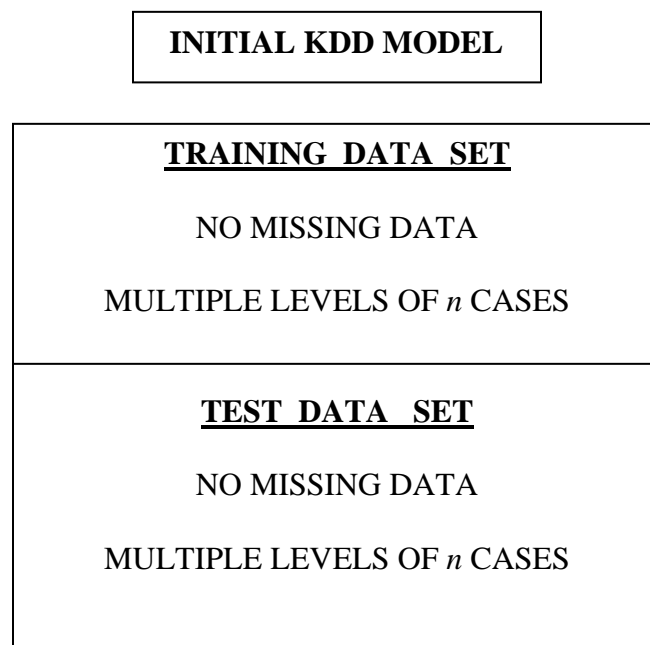 INITIAL KDD MODEL
TRAINING DATA SET
NO MISSING DATA
MULTIPLE LEVELS OF n CASES
TEST DATA SET
NO MISSING DATA
MULTIPLE LEVELS OF n CASES